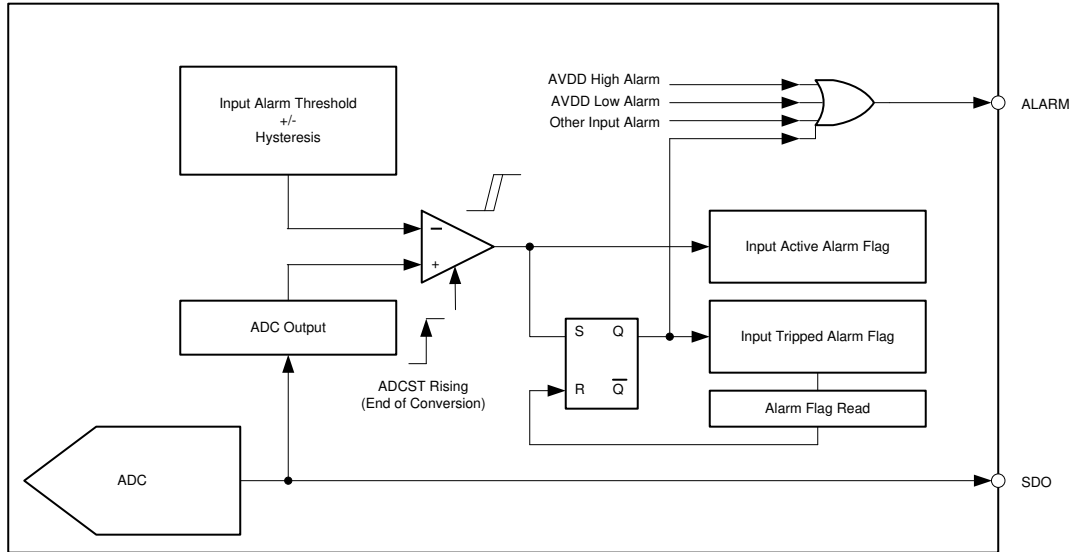 AVDD High Alarm
AVDD Low Alarm
Other Input Alarm
ALARM
Input Alarm Threshold
+/-
Hysteresis
−
+
Input Active Alarm Flag
ADC Output
ADCST Rising
(End of Conversion)
S Q
R Q̅
Input Tripped Alarm Flag
Alarm Flag Read
ADC
SDO